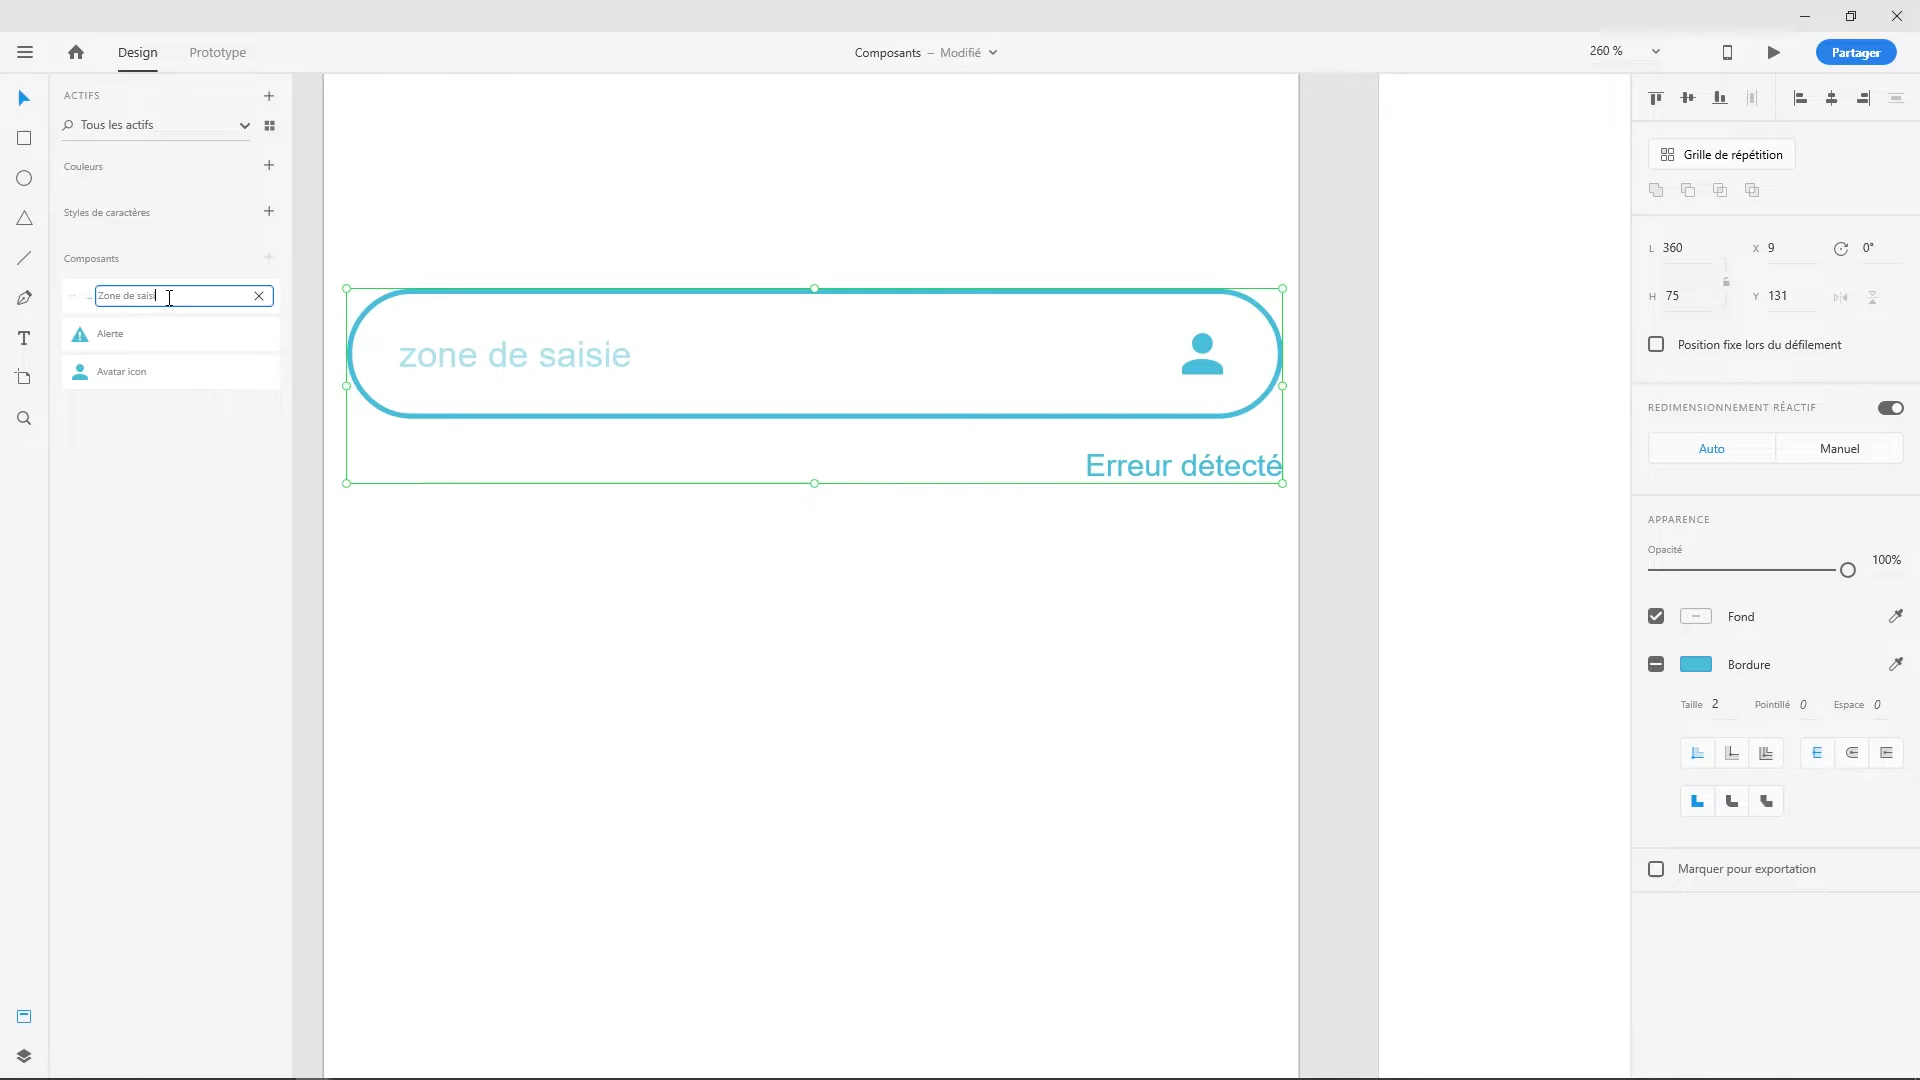 Design
Prototype
Composants – Modifié
260 %
Partager
ACTIFS
Tous les actifs
Couleurs
Styles de caractères
Composants
Zone de saisi
Alerte
Avatar icon
zone de saisie
Erreur détecté
Grille de répétition
L 360
X 9
0°
H 75
Y 131
Position fixe lors du défilement
REDIMENSIONNEMENT RÉACTIF
Auto
Manuel
APPARENCE
Opacité
100%
Fond
Bordure
Taille 2
Pointillé 0
Espace 0
Marquer pour exportation